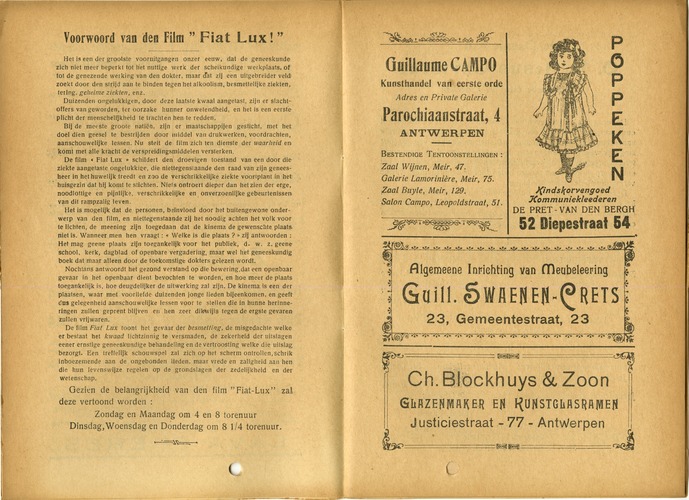 Voorwoord van den Film "Fiat Lux!"
Het is een der grootste vooruitgangen onzer eeuw, dat de geneeskunde
zich niet meer beperkt tot het nuttige werk der scheikundige werkplaats, of
tot de genezende werking van den dokter, maar dat zij een uitgebreider veld
zoekt door den strijd aan te binden tegen het alkoolism, besmettelijke ziekten,
tering, geheime ziekten, enz.
Duizenden ongelukkigen, door deze laatste kwaal aangetast, zijn er slacht-
offers van geworden, ter oorzake hunner onwetendheid, en het is een eerste
plicht der menschelijkheid te trachten hen te redden.
Bij de meeste groote natiën, zijn er maatschappijen gesticht, met het
doel dien geesel te bestrijden door middel van drukwerken, voordrachten,
aanschouwelijke lessen. Nu stelt de film zich ten dienste der waarheid en
komt met alle kracht de verspreidingsmiddelen versterken.
De film « Fiat Lux » schildert den droevigen toestand van een door die
ziekte aangetaste ongelukkige, die niettegenstaande den raad van zijn genees-
heer in het huwelijk treedt en zoo de verschrikkelijke ziekte voortplant in het
huisgezin dat hij komt te stichten. Niets ontroert dieper dan het zien der erge,
noodlottige en pijnlijke, verschrikkelijke en onverzoenlijke gebeurtenissen
van dit rampzalig leven.
Het is mogelijk dat de personen, beïnvloed door het buitengewone onder-
werp van den film, en niettegenstaande zij het noodig achten het volk voor
te lichten, de meening zijn toegedaan dat de kinema de gewenschte plaats
niet is. Wanneer men hen vraagt : « Welke is die plaats ? » zij antwoorden :
Het mag geene plaats zijn toegankelijk voor het publiek, d. w. z. geene
school, kerk, dagblad of openbare vergadering, maar wel het geneeskundig
boek dat maar alleen door de toekomstige dokters gelezen wordt.
Nochtans antwoordt het gezond verstand op die bewering, dat een openbaar
gevaar in het openbaar dient bevochten te worden, en hoe meer de plaats
toegankelijk is, hoe deugdelijker de uitwerking zal zijn. De kinema is een der
plaatsen, waar met voorliefde duizenden jonge lieden bijeenkomen, en geeft
dus gelegenheid aanschouwelijke lessen voor te stellen die in hunne herinne-
ringen zullen geprent blijven en hen zeer dikwijls tegen de ergste gevaren
zullen vrijwaren.
De film Fiat Lux toont het gevaar der besmetting, de misgedachte welke
er bestaat het kwaad lichtzinnig te versmaden, de zekerheid der uitslagen
eener ernstige geneeskundige behandeling en de vertroosting welke die uitslag
bezorgt. Een treffelijk schouwspel zal zich op het scherm ontrollen, schrik
inboezemende aan de ongebonden lieden, maar vrede en zaligheid aan hen
die hun levenswijze regelen op de grondslagen der zedelijkheid en der
wetenschap.
Gezien de belangrijkheid van den film "Fiat-Lux" zal
deze vertoond worden :
Zondag en Maandag om 4 en 8 torenuur
Dinsdag, Woensdag en Donderdag om 8 1/4 torenuur.
Guillaume CAMPO
Kunsthandel van eerste orde
Adres en Private Galerie
Parochiaanstraat, 4
ANTWERPEN
BESTENDIGE TENTOONSTELLINGEN :
Zaal Wijnen, Meir, 47.
Galerie Lamorinière, Meir, 75.
Zaal Buyle, Meir, 129.
Salon Campo, Leopoldstraat, 51.
POPPEKEN
Kinderkorvengoed
Kommuniekleederen
DE PRET-VAN DEN BERGH
52 Diepestraat 54
Algemeene Inrichting van Meubeleering
Guill. SWAENEN-CRETS
23, Gemeentestraat, 23
Ch. Blockhuys & Zoon
GLAZENMAKER EN KUNSTGLASRAMEN
Justiciestraat - 77 - Antwerpen